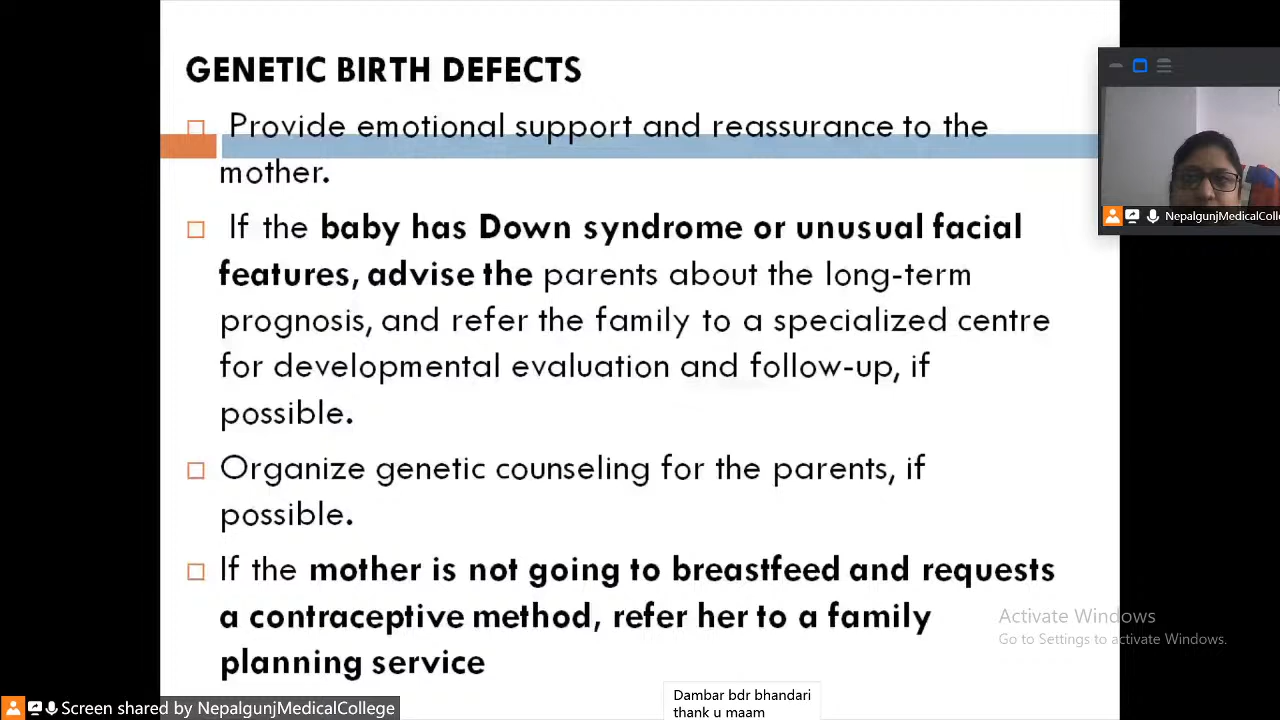 GENETIC BIRTH DEFECTS
Provide emotional support and reassurance to the
mother.
If the baby has Down syndrome or unusual facial
features, advise the parents about the long-term
prognosis, and refer the family to a specialized centre
for developmental evaluation and follow-up, if
possible.
Organize genetic counseling for the parents, if
possible.
If the mother is not going to breastfeed and requests
a contraceptive method, refer her to a family
planning service
NepalgunjMedicalCo
Activate Windows
Go to Settings to activate Windows.
Dambar bdr bhandari
thank u maam
Screen shared by NepalgunjMedicalCollege